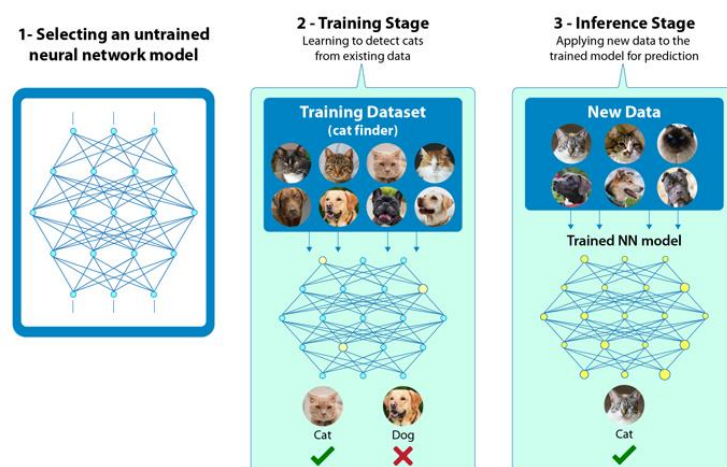 1- Selecting an untrained
neural network model
2 - Training Stage
Learning to detect cats
from existing data
Training Dataset
(cat finder)
Cat
Dog
3 - Inference Stage
Applying new data to the
trained model for prediction
New Data
Trained NN model
Cat